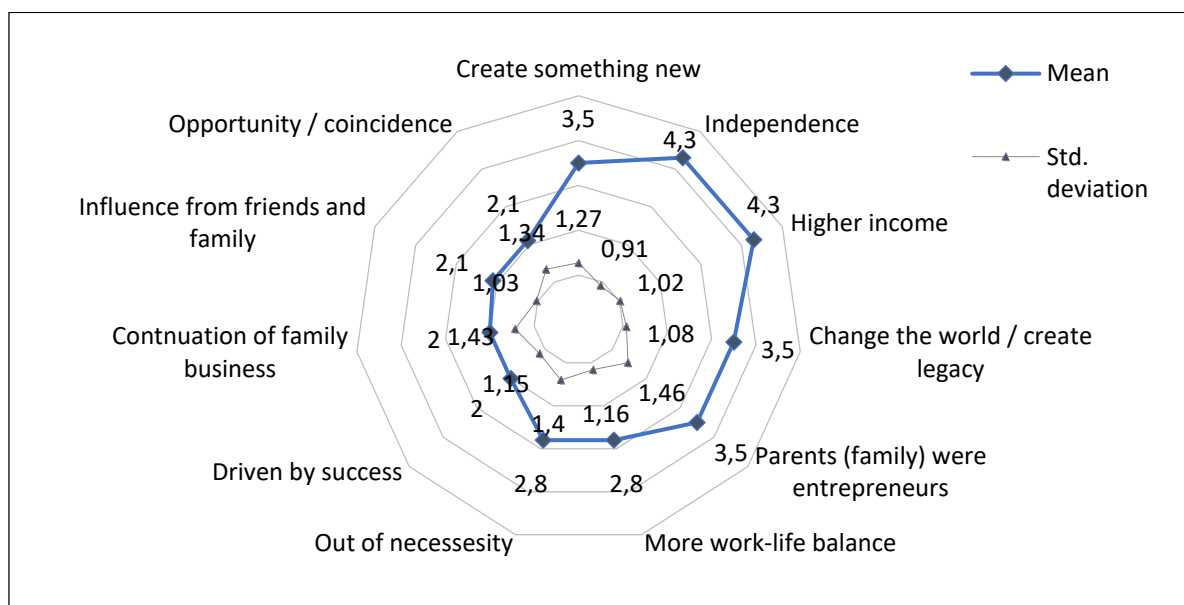 Create something new
Mean
Opportunity / coincidence
3,5
4,3
Independence
Std.
deviation
Influence from friends and
family
2,1
1,34
1,27
0,91
4,3
Higher income
2,1
1,03
1,02
Contnuation of family
business
2
1,43
1,08
3,5
Change the world / create
legacy
1,15
2
1,4
1,16
1,46
Driven by success
2,8
2,8
3,5
Parents (family) were
entrepreneurs
Out of necessesity
More work-life balance